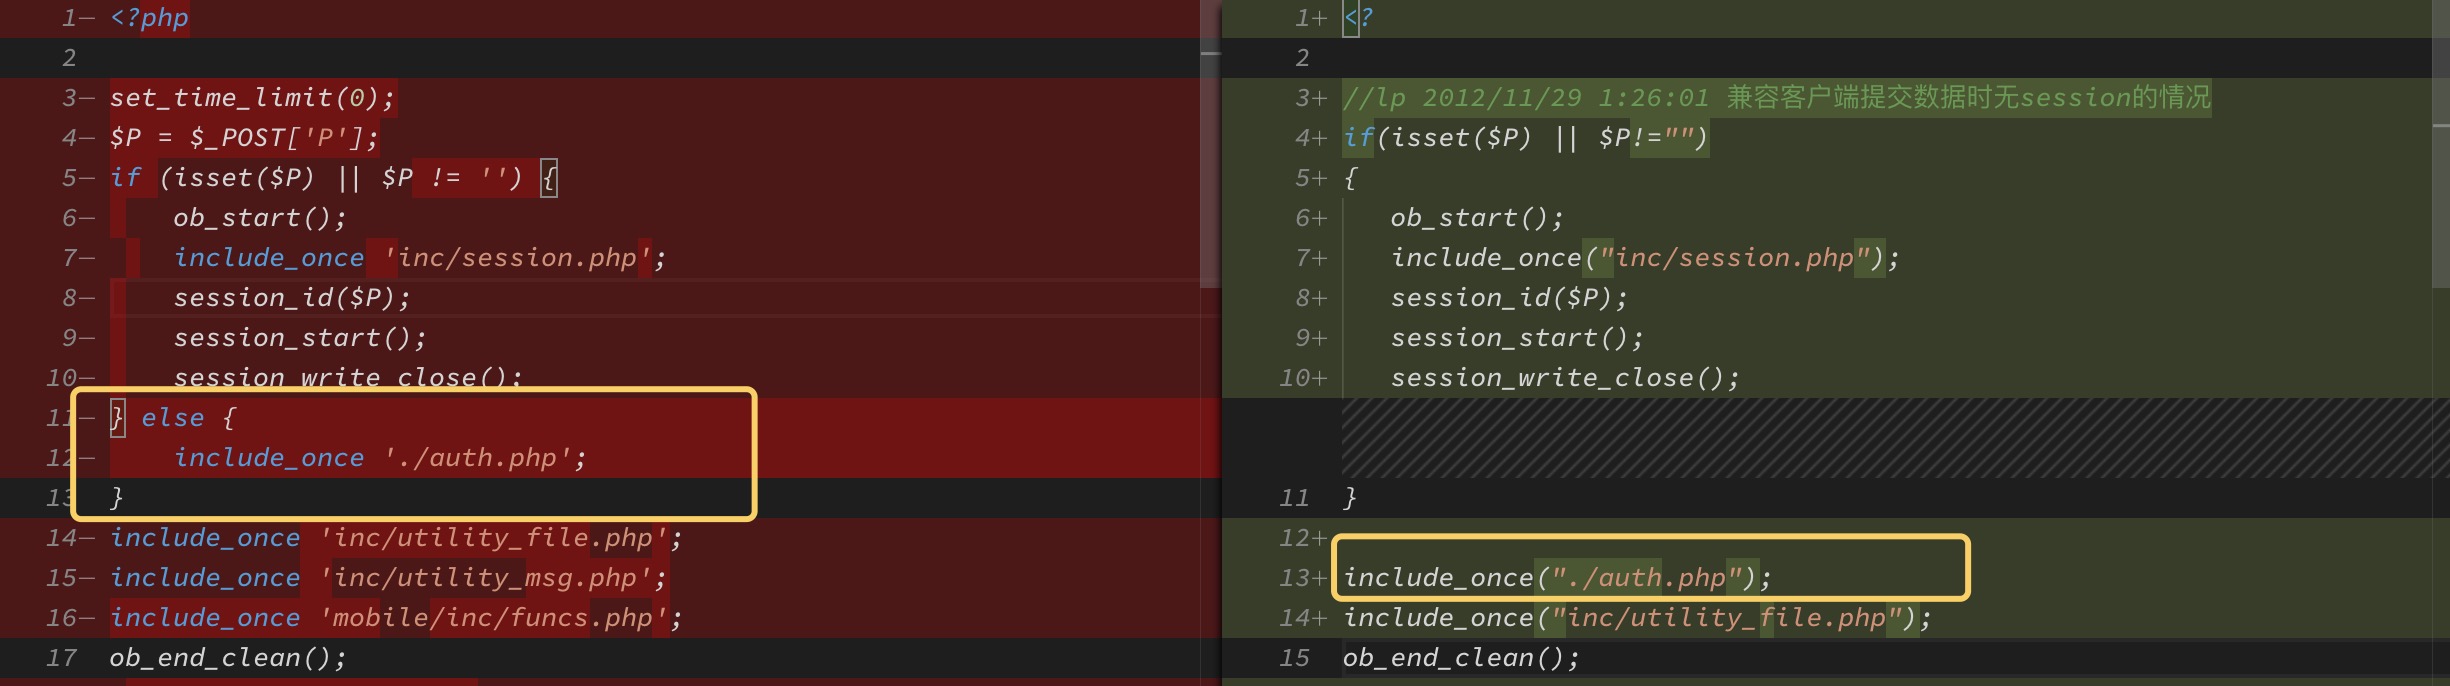 1— <?php
2
3— set_time_limit(0);
4— $P = $_POST['P'];
5— if (isset($P) || $P != '') {
6— ob_start();
7— include_once 'inc/session.php';
8— session_id($P);
9— session_start();
10— session_write_close();
11— } else {
12— include_once './auth.php';
13 }
14— include_once 'inc/utility_file.php';
15— include_once 'inc/utility_msg.php';
16— include_once 'mobile/inc/funcs.php';
17 ob_end_clean();
1+ <?
2
3+ //lp 2012/11/29 1:26:01 兼容客户端提交数据时无session的情况
4+ if(isset($P) || $P!="")
5+ {
6+ ob_start();
7+ include_once("inc/session.php");
8+ session_id($P);
9+ session_start();
10+ session_write_close();
11 }
12+
13+ include_once("./auth.php");
14+ include_once("inc/utility_file.php");
15 ob_end_clean();